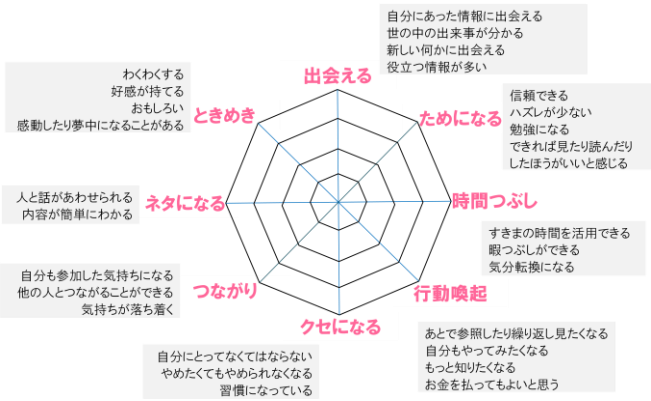 自分にあった情報に出会える
世の中の出来事が分かる
新しい何かに出会える
役立つ情報が多い
出会える
わくわくする
好感が持てる
おもしろい
感動したり夢中になることがある
ときめき
ためになる
信頼できる
ハズレが少ない
勉強になる
できれば見たり読んだり
したほうがいいと感じる
人と話があわせられる
内容が簡単にわかる
ネタになる
時間つぶし
すきまの時間を活用できる
暇つぶしができる
気分転換になる
自分も参加した気持ちになる
他の人とつながることができる
気持ちが落ち着く
つながり
行動喚起
クセになる
あとで参照したり繰り返し見たくなる
自分もやってみたくなる
もっと知りたくなる
お金を払ってもよいと思う
自分にとってなくてはならない
やめたくてもやめられなくなる
習慣になっている